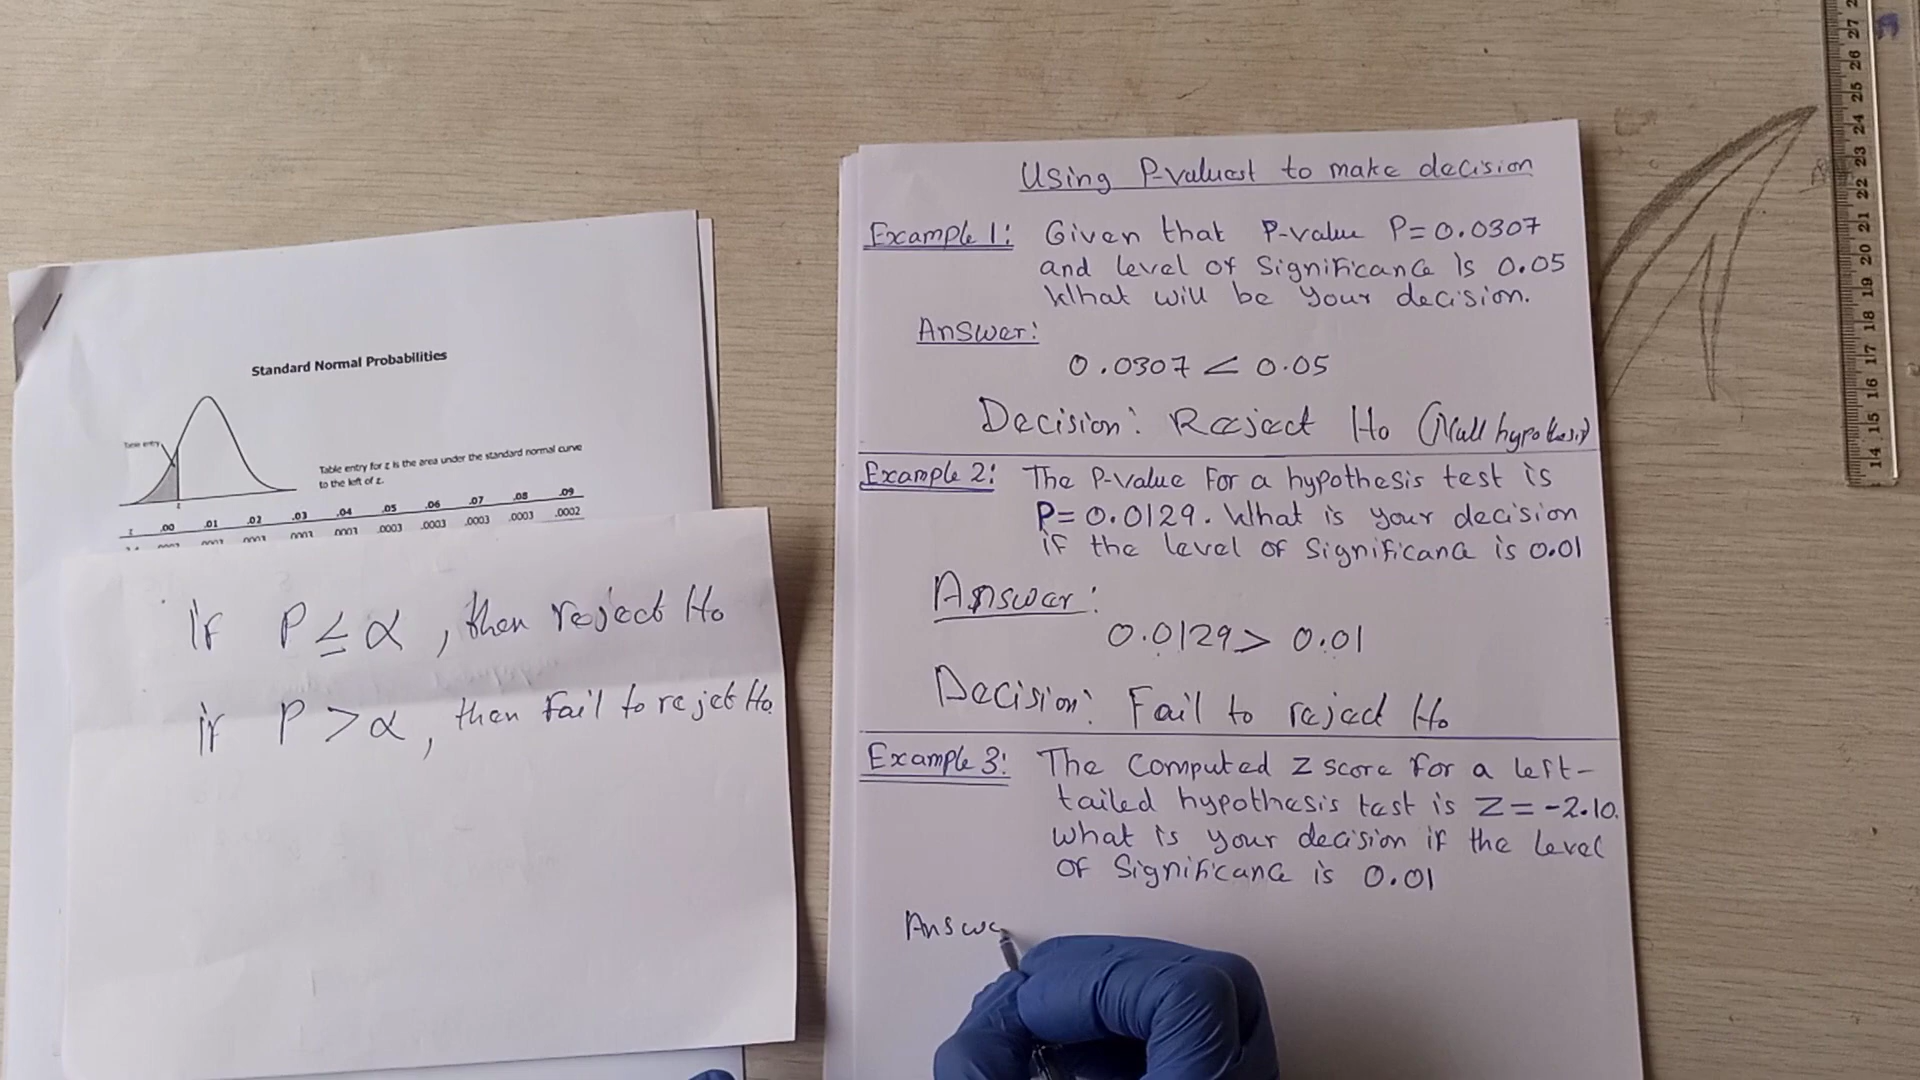 Standard Normal Probabilities
Table entry
z
Table entry for z is the area under the standard normal curve
to the left of z.
z .00 .01 .02 .03 .04 .05 .06 .07 .08 .09
.0003 .0003 .0003 .0003 .0002
If P ≤ α, then reject H₀
if P > α, then Fail to reject H₀
Using P-values to make decision
Example 1: Given that P-value P=0.0307
and level of Significance is 0.05
What will be your decision.
Answer:
0.0307 < 0.05
Decision: Reject H₀ (Null hypothesis)
Example 2: The P-value For a hypothesis test is
P=0.0129. What is your decision
if the level of Significance is 0.01
Answer:
0.0129 > 0.01
Decision: Fail to reject H₀
Example 3: The Computed Z score for a left-
tailed hypothesis test is Z=-2.10.
What is your decision if the Level
of Significance is 0.01
Answe
27 26 25 24 23 22 21 20 19 18 17 16 15 14